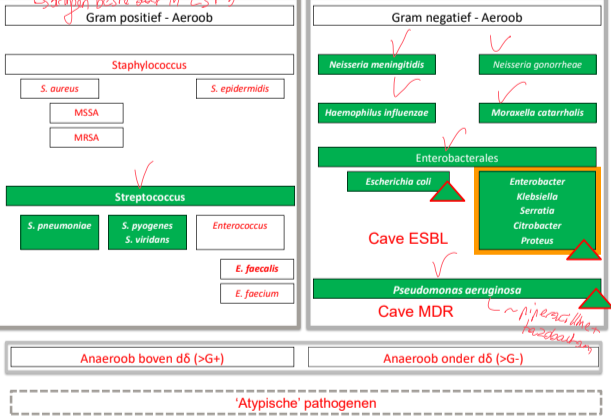 Gram positief - Aeroob
Staphylococcus
S. aureus
S. epidermidis
MSSA
MRSA
Streptococcus
S. pneumoniae
S. pyogenes
S. viridans
Enterococcus
E. faecalis
E. faecium
Gram negatief - Aeroob
Neisseria meningitidis
Neisseria gonorrheae
Haemophilus influenzae
Moraxella catarrhalis
Enterobacterales
Escherichia coli
Enterobacter
Klebsiella
Serratia
Citrobacter
Proteus
Cave ESBL
Pseudomonas aeruginosa
Cave MDR
~ piperacilline
tazobactam
Anaeroob boven dδ (>G+)
Anaeroob onder dδ (>G-)
‘Atypische’ pathogenen